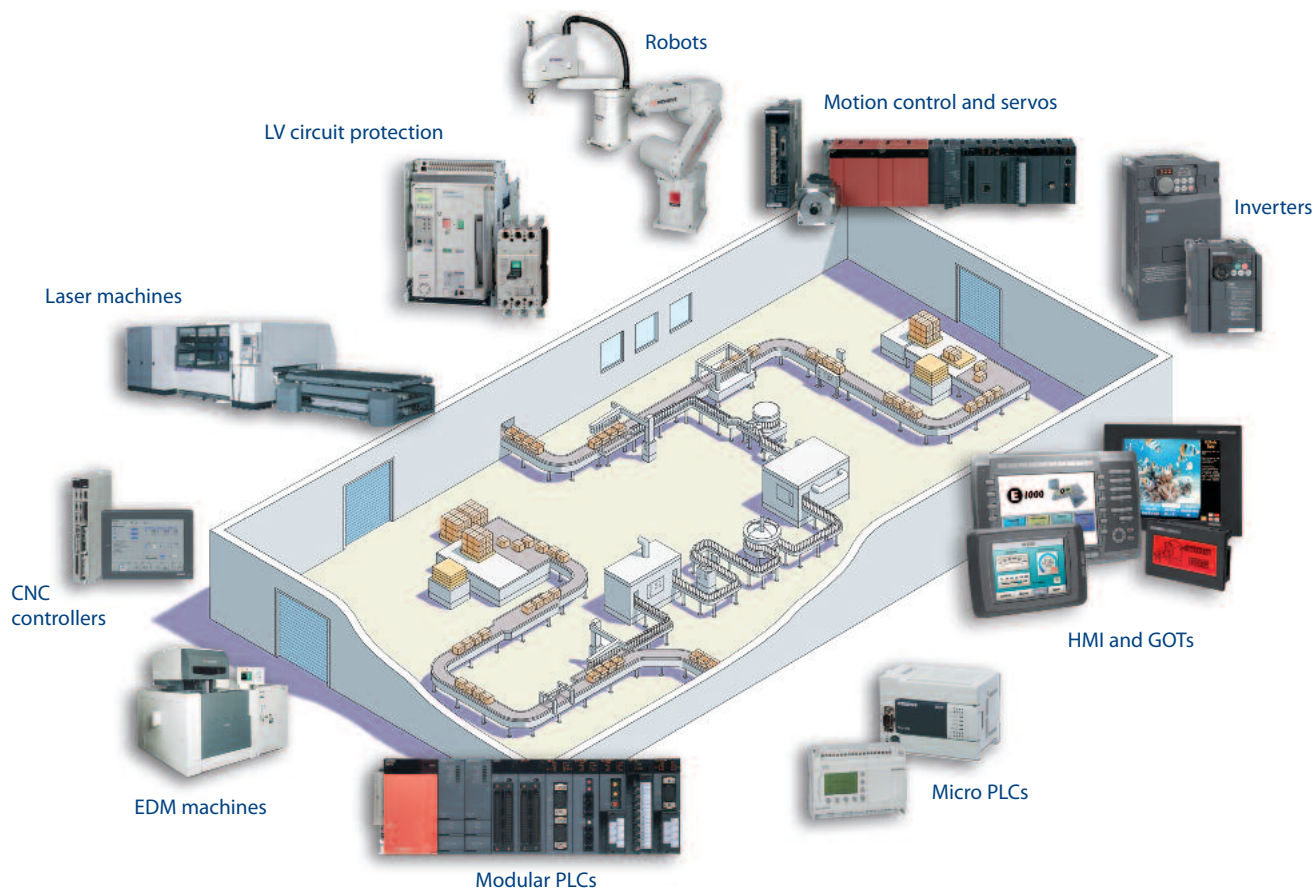 Robots
Motion control and servos
LV circuit protection
Inverters
Laser machines
E 1000
CNC
controllers
HMI and GOTs
EDM machines
Micro PLCs
Modular PLCs